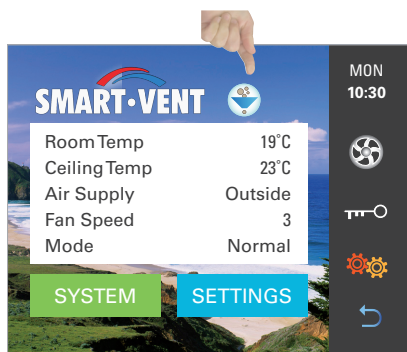 SMART·VENT
MON
10:30
Room Temp 19°C
Ceiling Temp 23°C
Air Supply Outside
Fan Speed 3
Mode Normal
SYSTEM SETTINGS